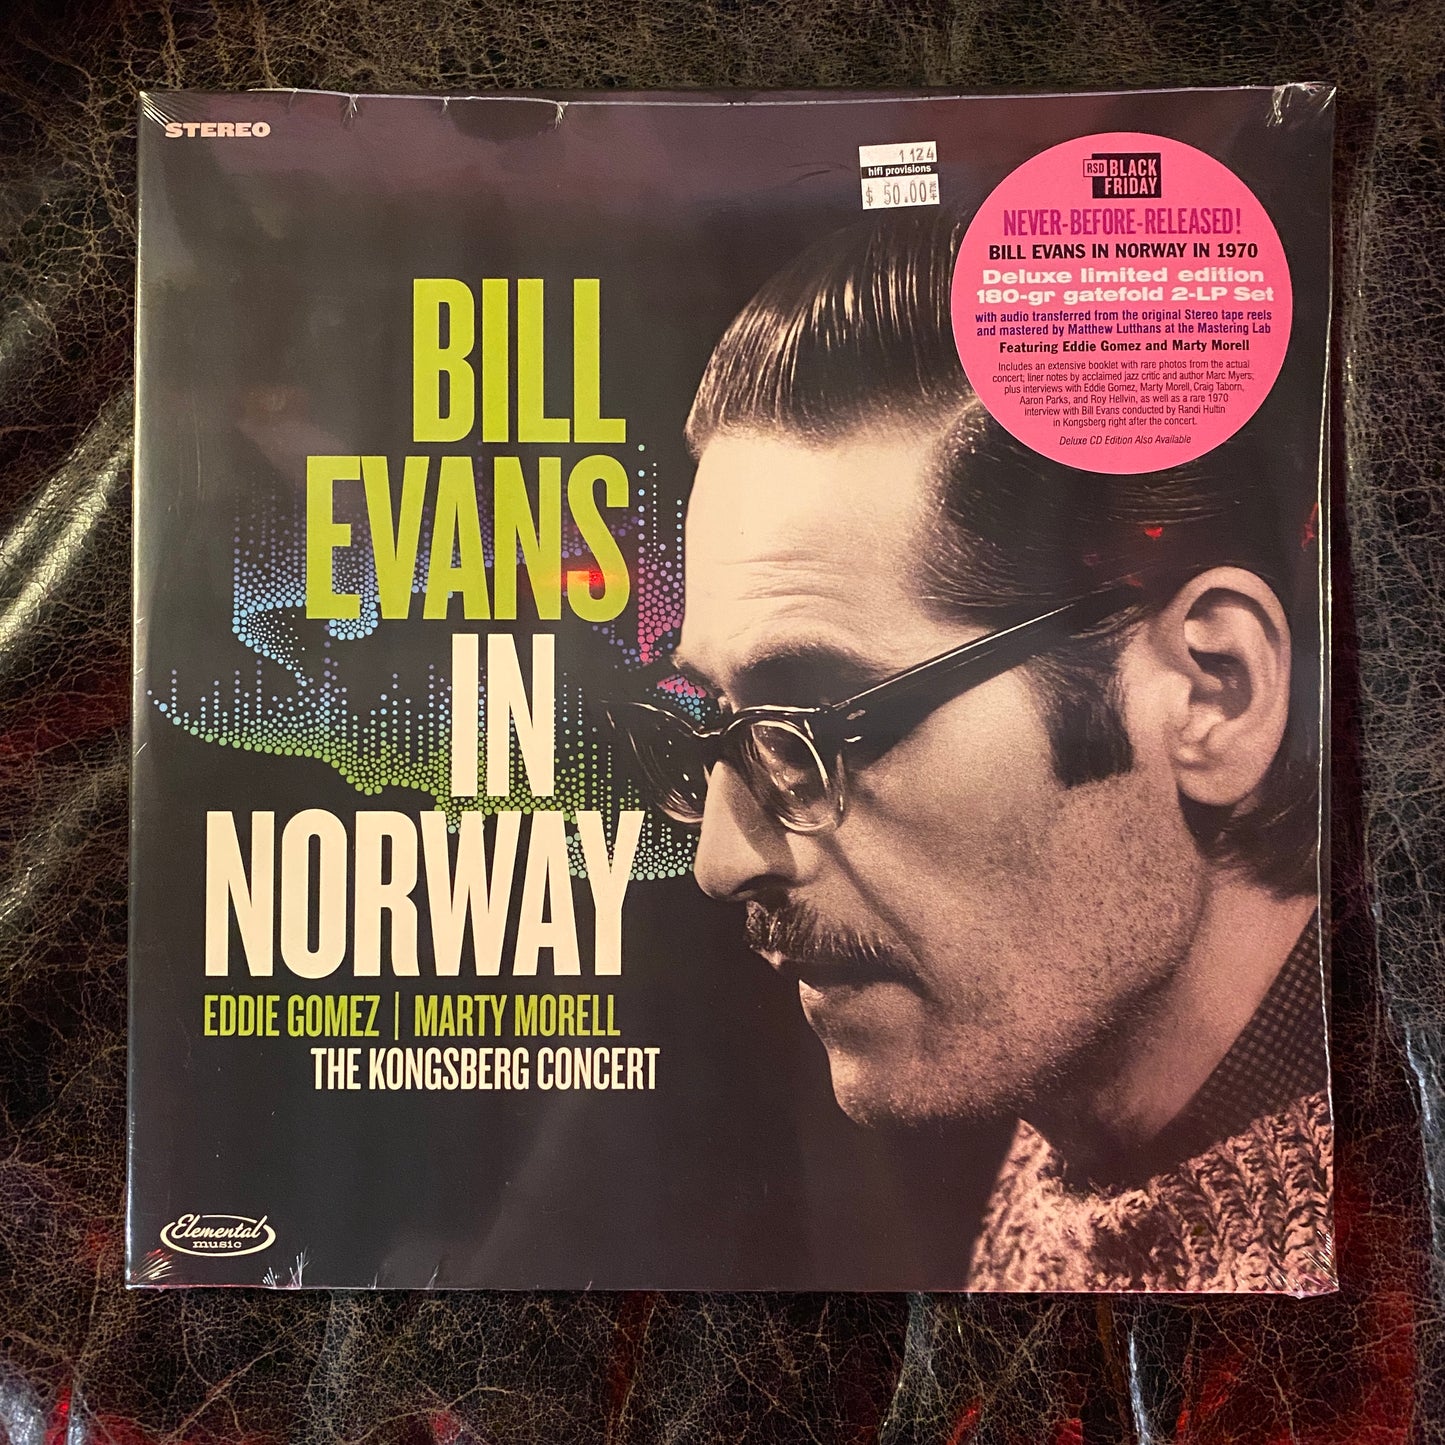 STEREO
1 124
hifi provisions
$ 50.00
RSD BLACK
FRIDAY
NEVER-BEFORE-RELEASED!
BILL EVANS IN NORWAY IN 1970
Deluxe limited edition
180-gr gatefold 2-LP Set
with audio transferred from the original Stereo tape reels
and mastered by Matthew Lutthans at the Mastering Lab
Featuring Eddie Gomez and Marty Morell
Includes an extensive booklet with rare photos from the actual
concert; liner notes by acclaimed jazz critic and author Marc Myers;
plus interviews with Eddie Gomez, Marty Morell, Craig Taborn,
Aaron Parks, and Roy Hellvin, as well as a rare 1970
interview with Bill Evans conducted by Randi Hultin
in Kongsberg right after the concert.
Deluxe CD Edition Also Available
BILL
EVANS
IN
NORWAY
EDDIE GOMEZ | MARTY MORELL
THE KONGSBERG CONCERT
Elemental
music